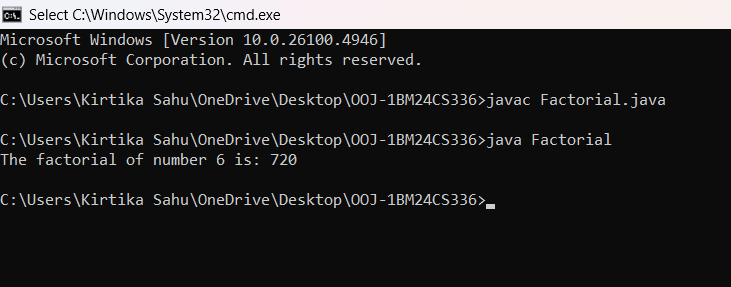 Select C:\Windows\System32\cmd.exe
Microsoft Windows [Version 10.0.26100.4946]
(c) Microsoft Corporation. All rights reserved.
C:\Users\Kirtika Sahu\OneDrive\Desktop\OOJ-1BM24CS336>javac Factorial.java
C:\Users\Kirtika Sahu\OneDrive\Desktop\OOJ-1BM24CS336>java Factorial
The factorial of number 6 is: 720
C:\Users\Kirtika Sahu\OneDrive\Desktop\OOJ-1BM24CS336>